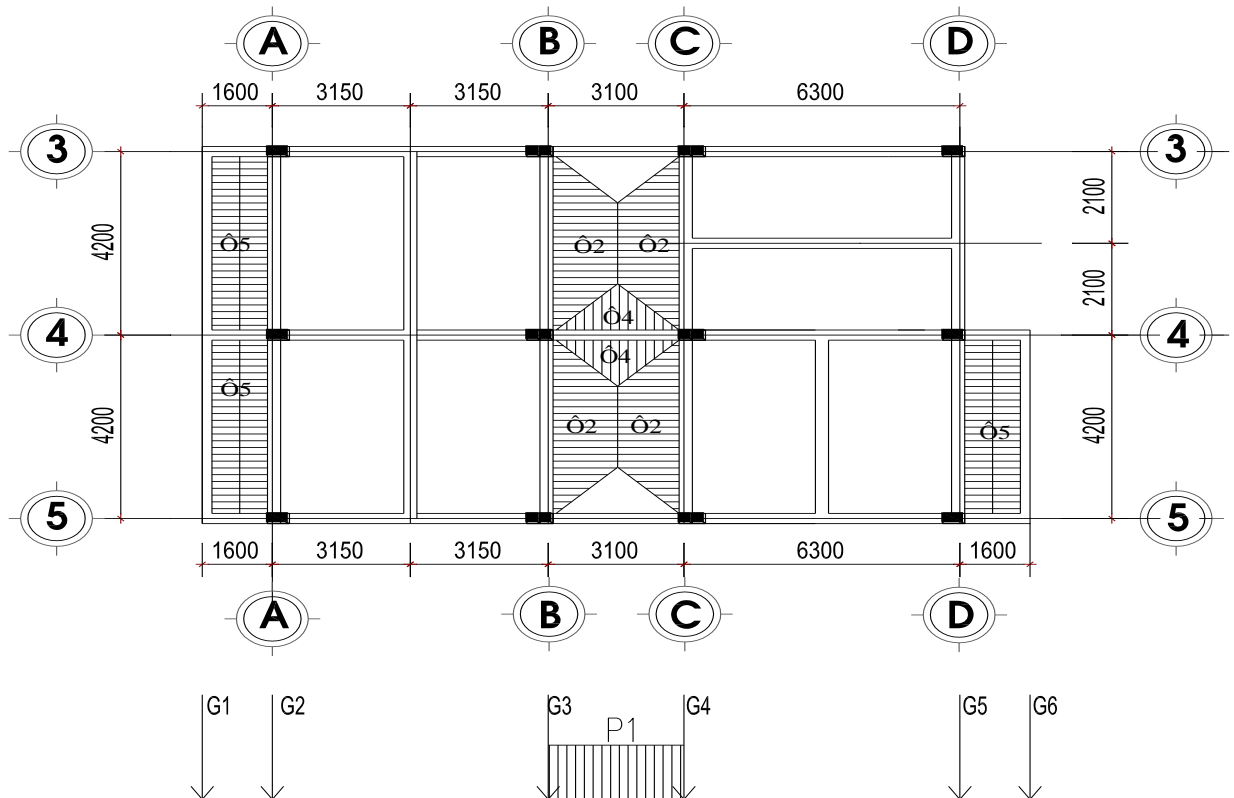 A B C D
1600 3150 3150 3100 6300
3 3
2100
4200 Ô5 Ô2 Ô2
2100
Ô4
4 4
Ô4
Ô5
4200 Ô2 Ô2 Ô5 4200
5 5
1600 3150 3150 3100 6300 1600
A B C D
G1 G2 G3 G4 G5 G6
P1